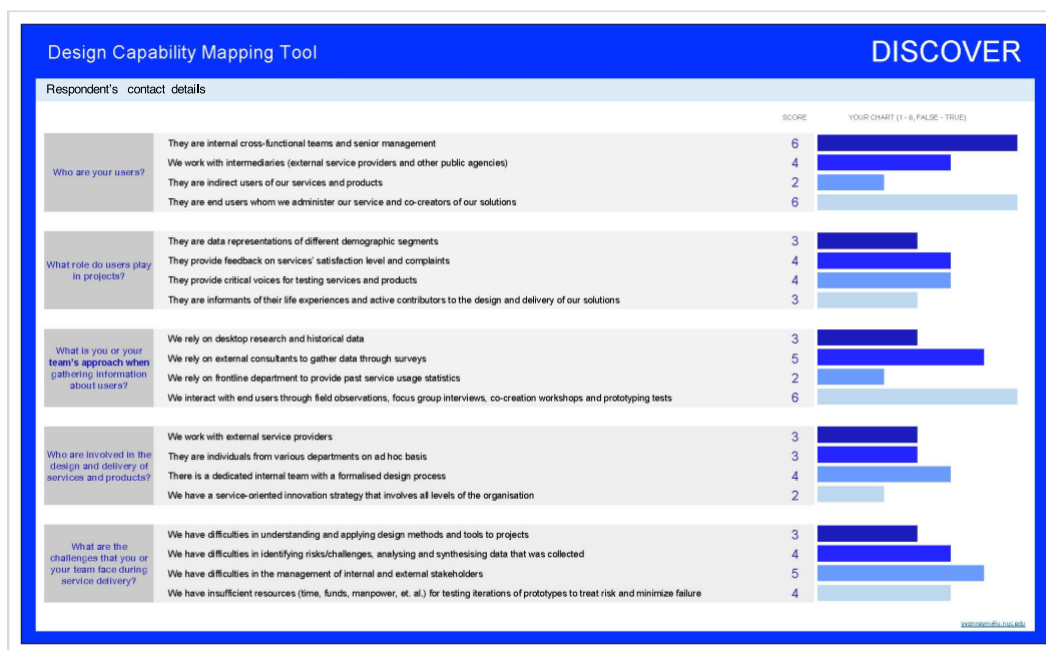 Design Capability Mapping Tool
DISCOVER
Respondent's contact details
SCORE
YOUR CHART (1 - 6, FALSE - TRUE)
Who are your users?
They are internal cross-functional teams and senior management
6
We work with intermediaries (external service providers and other public agencies)
4
They are indirect users of our services and products
2
They are end users whom we administer our service and co-creators of our solutions
6
What role do users play
in projects?
They are data representations of different demographic segments
3
They provide feedback on services' satisfaction level and complaints
4
They provide critical voices for testing services and products
4
They are informants of their life experiences and active contributors to the design and delivery of our solutions
3
What is you or your
team's approach when
gathering information
about users?
We rely on desktop research and historical data
3
We rely on external consultants to gather data through surveys
5
We rely on frontline department to provide past service usage statistics
2
We interact with end users through field observations, focus group interviews, co-creation workshops and prototyping tests
6
Who are involved in the
design and delivery of
services and products?
We work with external service providers
3
They are individuals from various departments on ad hoc basis
3
There is a dedicated internal team with a formalised design process
4
We have a service-oriented innovation strategy that involves all levels of the organisation
2
What are the
challenges that you or
your team face during
service delivery?
We have difficulties in understanding and applying design methods and tools to projects
3
We have difficulties in identifying risks/challenges, analysing and synthesising data that was collected
4
We have difficulties in the management of internal and external stakeholders
5
We have insufficient resources (time, funds, manpower, et. al.) for testing iterations of prototypes to treat risk and minimize failure
4